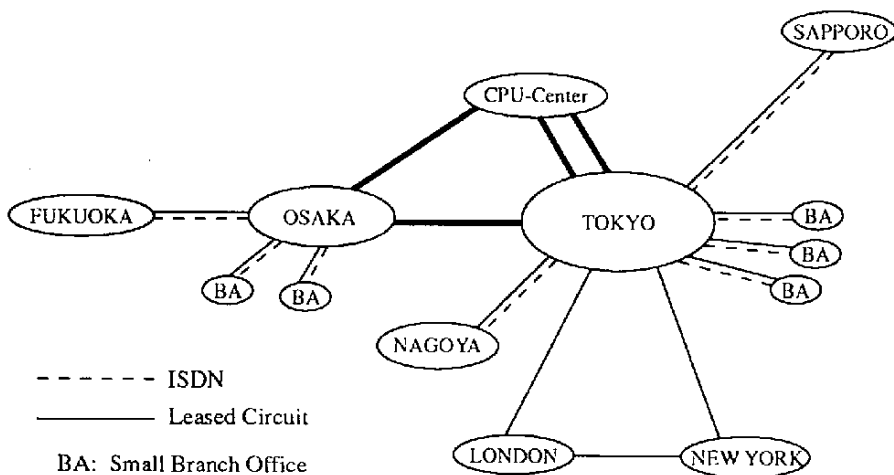 SAPPORO
CPU-Center
FUKUOKA
OSAKA
TOKYO
BA
BA
BA
BA
BA
NAGOYA
ISDN
Leased Circuit
BA: Small Branch Office
LONDON
NEW YORK